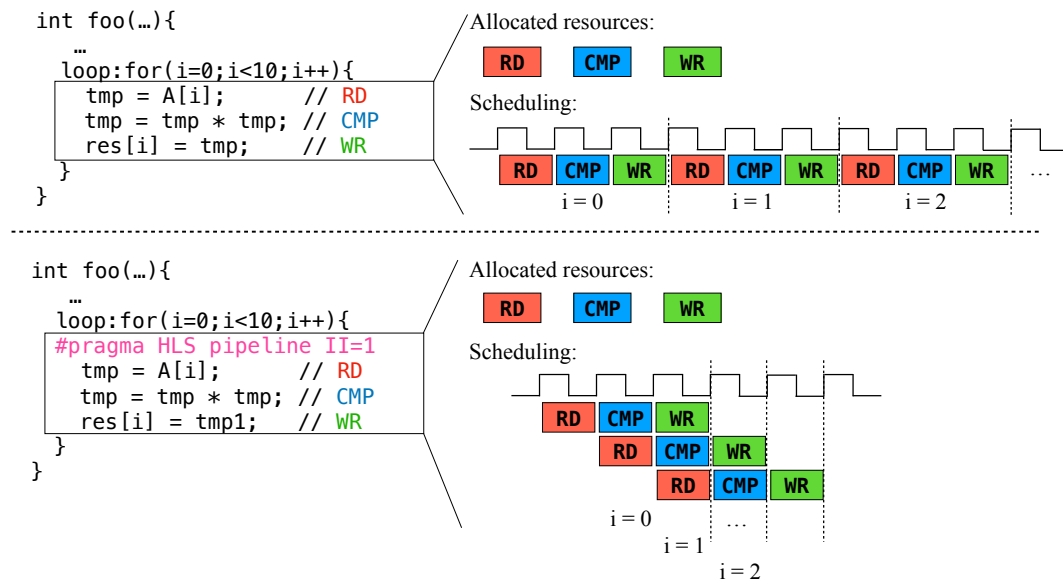 int foo(…){
…
loop:for(i=0;i<10;i++){
tmp = A[i]; // RD
tmp = tmp * tmp; // CMP
res[i] = tmp; // WR
}
}
Allocated resources:
RD CMP WR
Scheduling:
RD CMP WR RD CMP WR RD CMP WR …
i = 0 i = 1 i = 2
int foo(…){
…
loop:for(i=0;i<10;i++){
#pragma HLS pipeline II=1
tmp = A[i]; // RD
tmp = tmp * tmp; // CMP
res[i] = tmp1; // WR
}
}
Allocated resources:
RD CMP WR
Scheduling:
RD CMP WR
RD CMP WR
RD CMP WR
i = 0 …
i = 1
i = 2